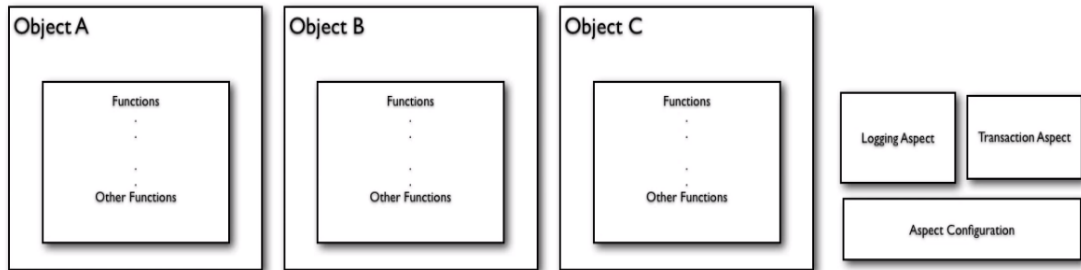 Object A
Functions
.
.
.
.
Other Functions
Object B
Functions
.
.
.
.
Other Functions
Object C
Functions
.
.
.
.
Other Functions
Logging Aspect
Transaction Aspect
Aspect Configuration